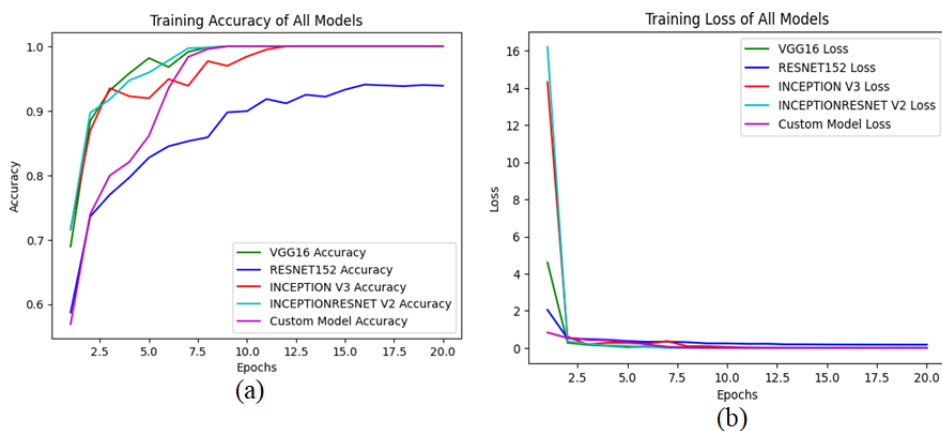 Training Accuracy of All Models
1.0
0.9
0.8
0.7
0.6
Accuracy
VGG16 Accuracy
RESNET152 Accuracy
INCEPTION V3 Accuracy
INCEPTIONRESNET V2 Accuracy
Custom Model Accuracy
2.5 5.0 7.5 10.0 12.5 15.0 17.5 20.0
Epochs
(a)
Training Loss of All Models
16
14
12
10
8
6
4
2
0
Loss
VGG16 Loss
RESNET152 Loss
INCEPTION V3 Loss
INCEPTIONRESNET V2 Loss
Custom Model Loss
2.5 5.0 7.5 10.0 12.5 15.0 17.5 20.0
Epochs
(b)